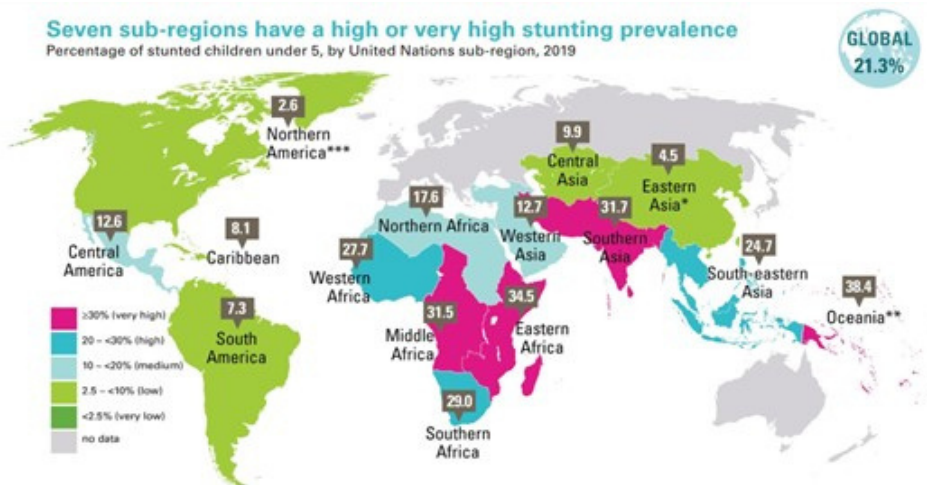 Seven sub-regions have a high or very high stunting prevalence
Percentage of stunted children under 5, by United Nations sub-region, 2019
GLOBAL
21.3%
2.6
Northern
America***
9.9
Central
Asia
4.5
Eastern
Asia*
12.6
Central
America
8.1
Caribbean
17.6
Northern Africa
12.7
Western
Asia
31.7
Southern
Asia
27.7
Western
Africa
24.7
South-eastern
Asia
38.4
Oceania**
7.3
South
America
31.5
Middle
Africa
34.5
Eastern
Africa
29.0
Southern
Africa
≥30% (very high)
20 – <30% (high)
10 – <20% (medium)
2.5 – <10% (low)
<2.5% (very low)
no data